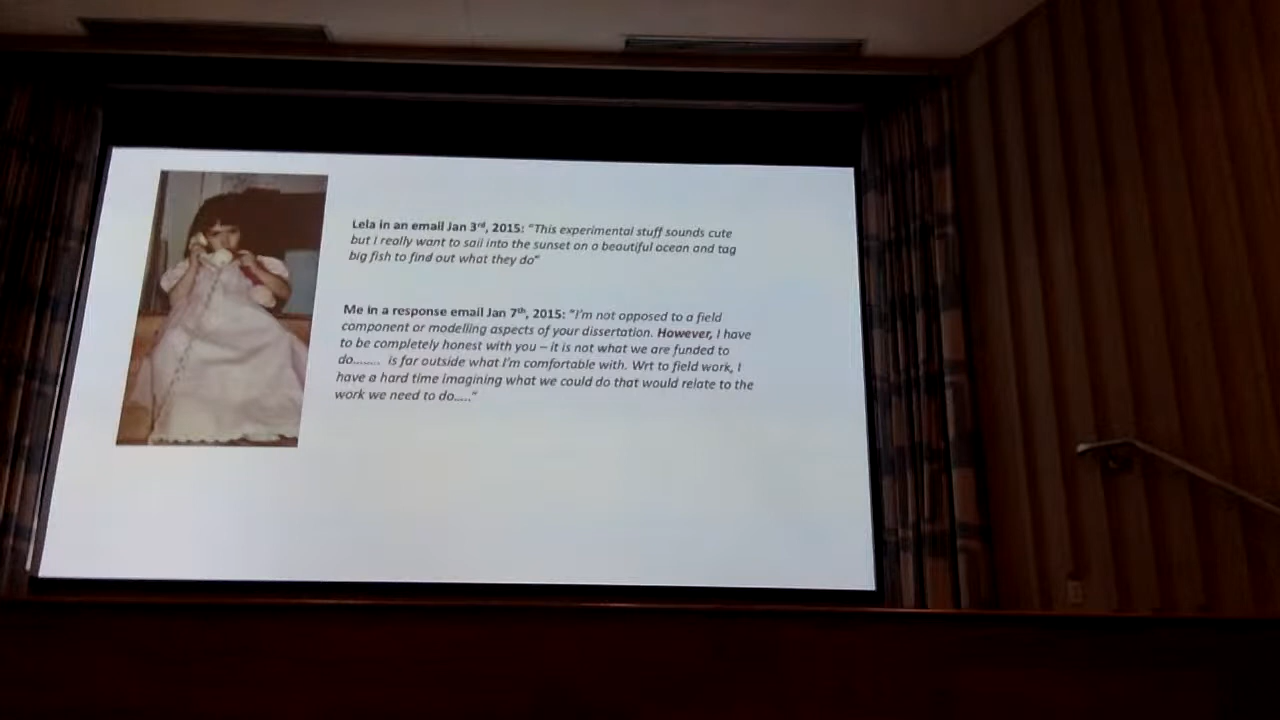 Lela in an email Jan 3rd, 2015: "This experimental stuff sounds cute
but I really want to sail into the sunset on a beautiful ocean and tag
big fish to find out what they do"
Me in a response email Jan 7th, 2015: "I'm not opposed to a field
component or modelling aspects of your dissertation. However, I have
to be completely honest with you – it is not what we are funded to
do........ is far outside what I'm comfortable with. Wrt to field work, I
have a hard time imagining what we could do that would relate to the
work we need to do....."